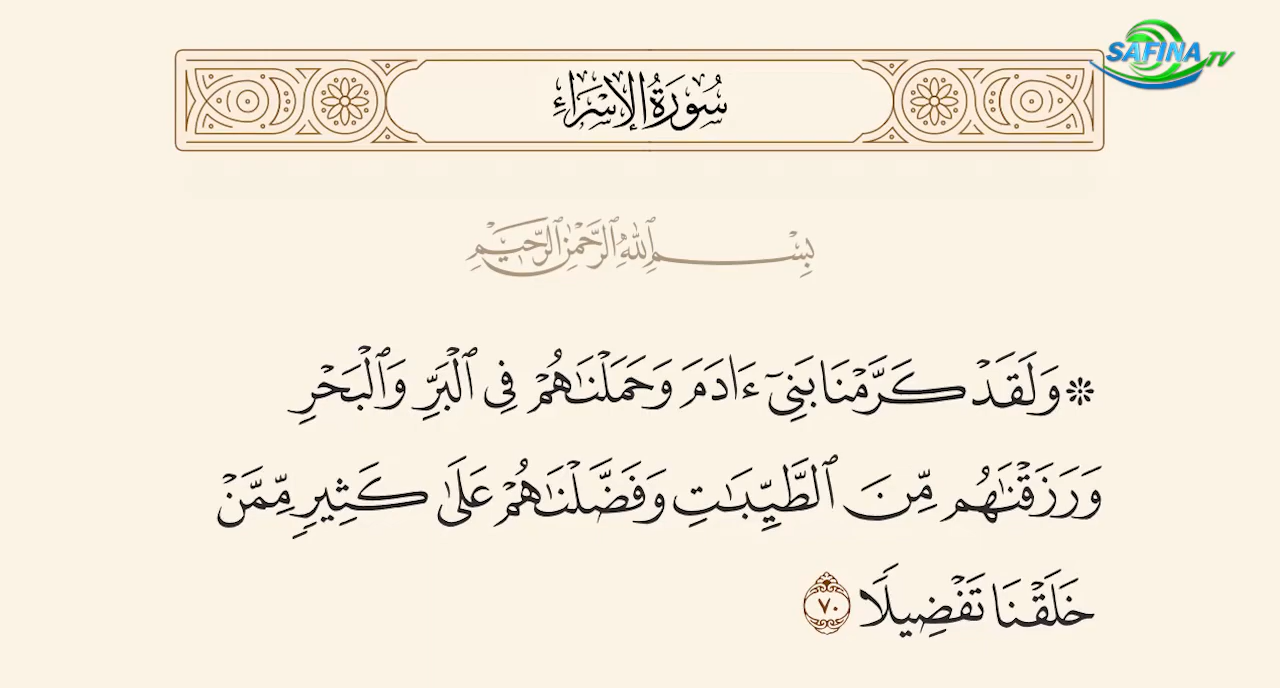 SAFINA TV
سُورَةُ الإِسْرَاءِ
بِسْمِ ٱللَّهِ ٱلرَّحْمَٰنِ ٱلرَّحِيمِ
۞ وَلَقَدْ كَرَّمْنَا بَنِىٓ ءَادَمَ وَحَمَلْنَٰهُمْ فِى ٱلْبَرِّ وَٱلْبَحْرِ
وَرَزَقْنَٰهُم مِّنَ ٱلطَّيِّبَٰتِ وَفَضَّلْنَٰهُمْ عَلَىٰ كَثِيرٍ مِّمَّنْ
خَلَقْنَا تَفْضِيلًا ٧٠